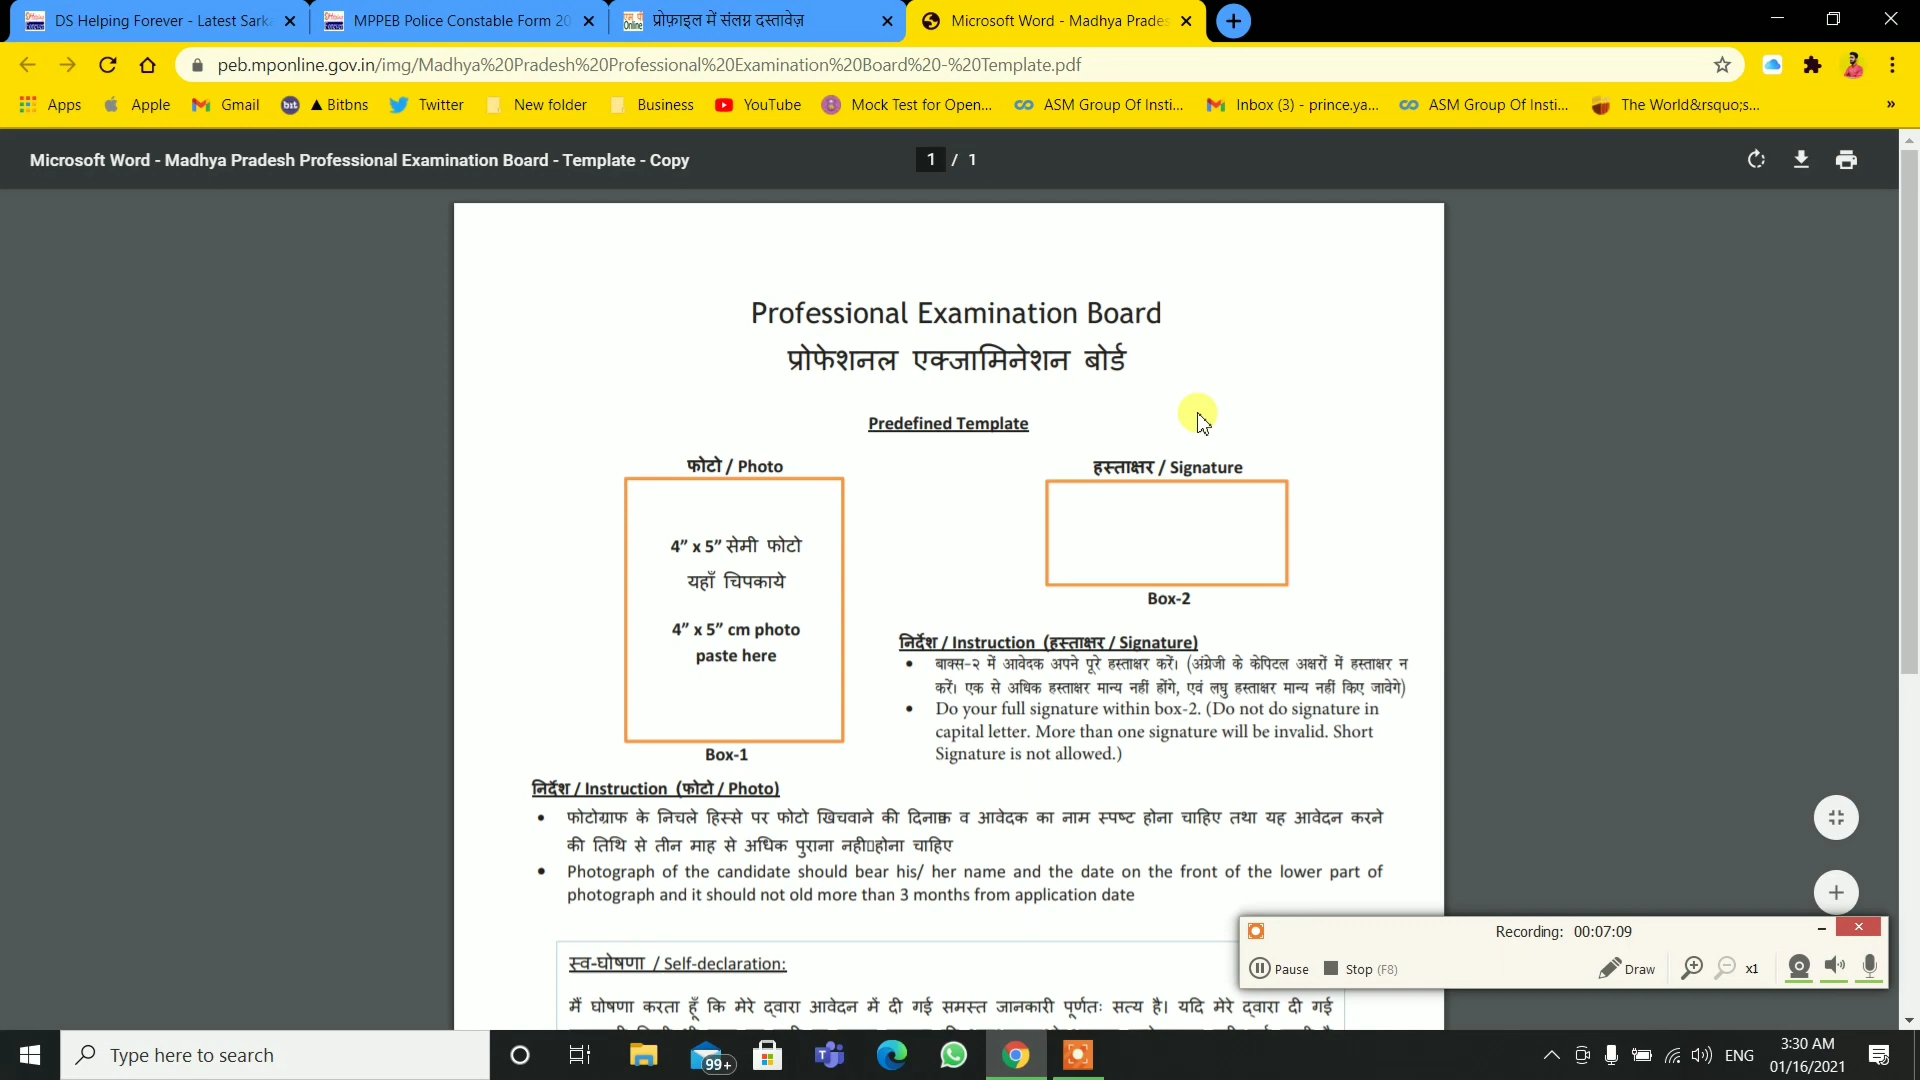 DS Helping Forever - Latest Sarka
MPPEB Police Constable Form 20
प्रोफ़ाइल में संलग्न दस्तावेज़
Microsoft Word - Madhya Prades
peb.mponline.gov.in/img/Madhya%20Pradesh%20Professional%20Examination%20Board%20-%20Template.pdf
Apps Apple Gmail Bitbns Twitter New folder Business YouTube Mock Test for Open... ASM Group Of Insti... Inbox (3) - prince.ya... ASM Group Of Insti... The World&rsquo;s... »
Microsoft Word - Madhya Pradesh Professional Examination Board - Template - Copy
1 / 1
Professional Examination Board
प्रोफेशनल एक्जामिनेशन बोर्ड
Predefined Template
फोटो / Photo
हस्ताक्षर / Signature
4” x 5” सेमी फोटो
यहाँ चिपकाये
4” x 5” cm photo
paste here
Box-1
Box-2
निर्देश / Instruction (हस्ताक्षर / Signature)
• बाक्स-२ में आवेदक अपने पूरे हस्ताक्षर करें। (अंग्रेजी के केपिटल अक्षरों में हस्ताक्षर न
करें। एक से अधिक हस्ताक्षर मान्य नहीं होंगे, एवं लघु हस्ताक्षर मान्य नहीं किए जावेगे)
• Do your full signature within box-2. (Do not do signature in
capital letter. More than one signature will be invalid. Short
Signature is not allowed.)
निर्देश / Instruction (फोटो / Photo)
• फोटोग्राफ के निचले हिस्से पर फोटो खिचवाने की व आवेदक का नाम स्पष्ट होना चाहिए तथा यह आवेदन करने
की तिथि से तीन माह से अधिक पुराना नही होना चाहिए
• Photograph of the candidate should bear his/ her name and the date on the front of the lower part of
photograph and it should not old more than 3 months from application date
स्व-घोषणा / Self-declaration:
मैं घोषणा करता हूँ कि मेरे द्वारा आवेदन में दी गई समस्त जानकारी पूर्णतः सत्य है। यदि मेरे द्वारा दी गई
Recording: 00:07:09
Pause Stop (F8) Draw x1
Type here to search
99+
ENG
3:30 AM
01/16/2021